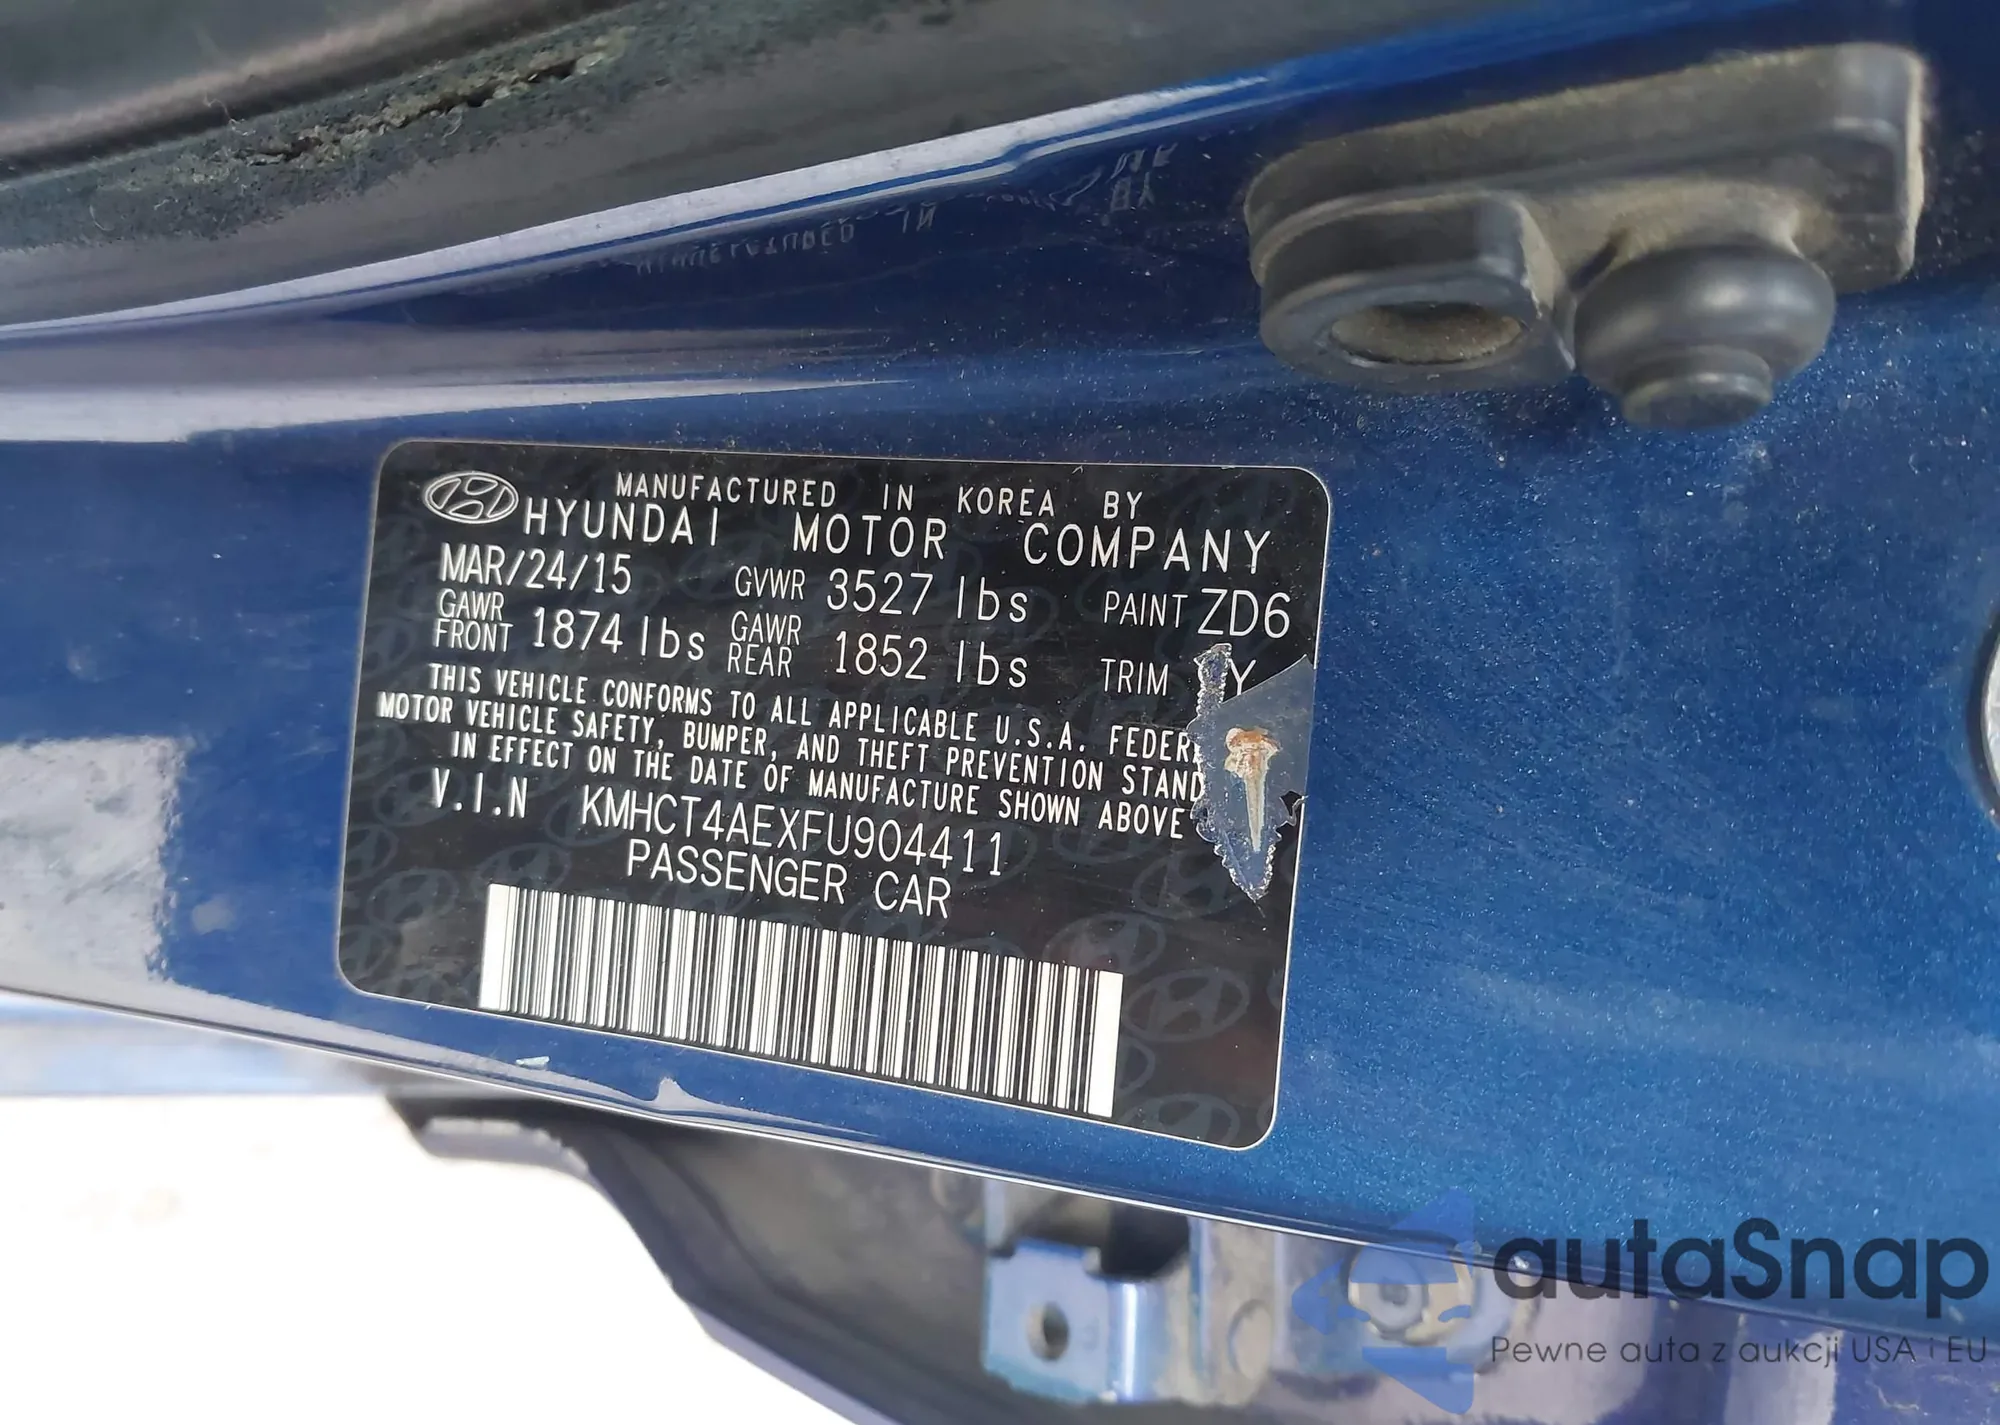 MANUFACTURED IN KOREA BY
HYUNDAI MOTOR COMPANY
MAR/24/15 GVWR 3527 lbs PAINT ZD6
GAWR FRONT 1874 lbs GAWR REAR 1852 lbs TRIM Y
THIS VEHICLE CONFORMS TO ALL APPLICABLE U.S.A. FEDER
MOTOR VEHICLE SAFETY, BUMPER, AND THEFT PREVENTION STAND
IN EFFECT ON THE DATE OF MANUFACTURE SHOWN ABOVE
V.I.N KMHCT4AEXFU904411
PASSENGER CAR
autaSnap
Pewne auta z aukcji USA i EU